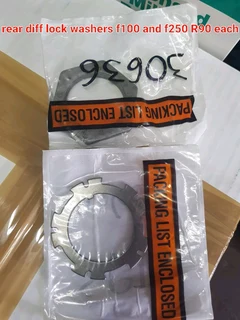 rear diff lock washers f100 and f250 R90 each
30636
PACKING LIST ENCLOSED
PACKING LIST ENCLOSED